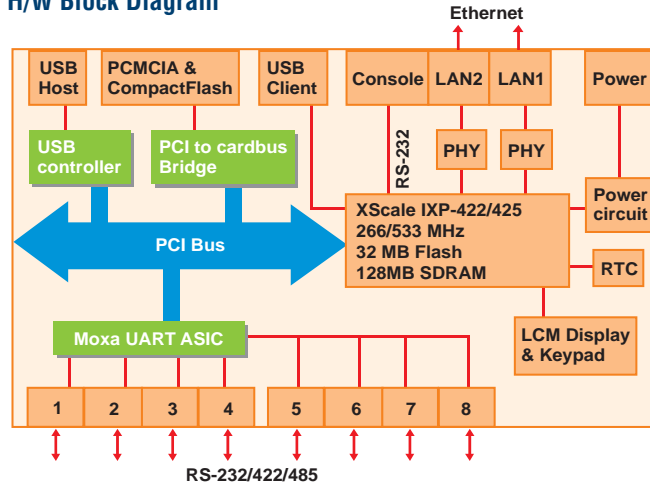 H/W Block Diagram
Ethernet
USB
Host
PCMCIA &
CompactFlash
USB
Client
Console
LAN2
LAN1
Power
USB
controller
PCI to cardbus
Bridge
RS-232
PHY
PHY
PCI Bus
XScale IXP-422/425
266/533 MHz
32 MB Flash
128MB SDRAM
Power
circuit
RTC
Moxa UART ASIC
LCM Display
& Keypad
1
2
3
4
5
6
7
8
RS-232/422/485